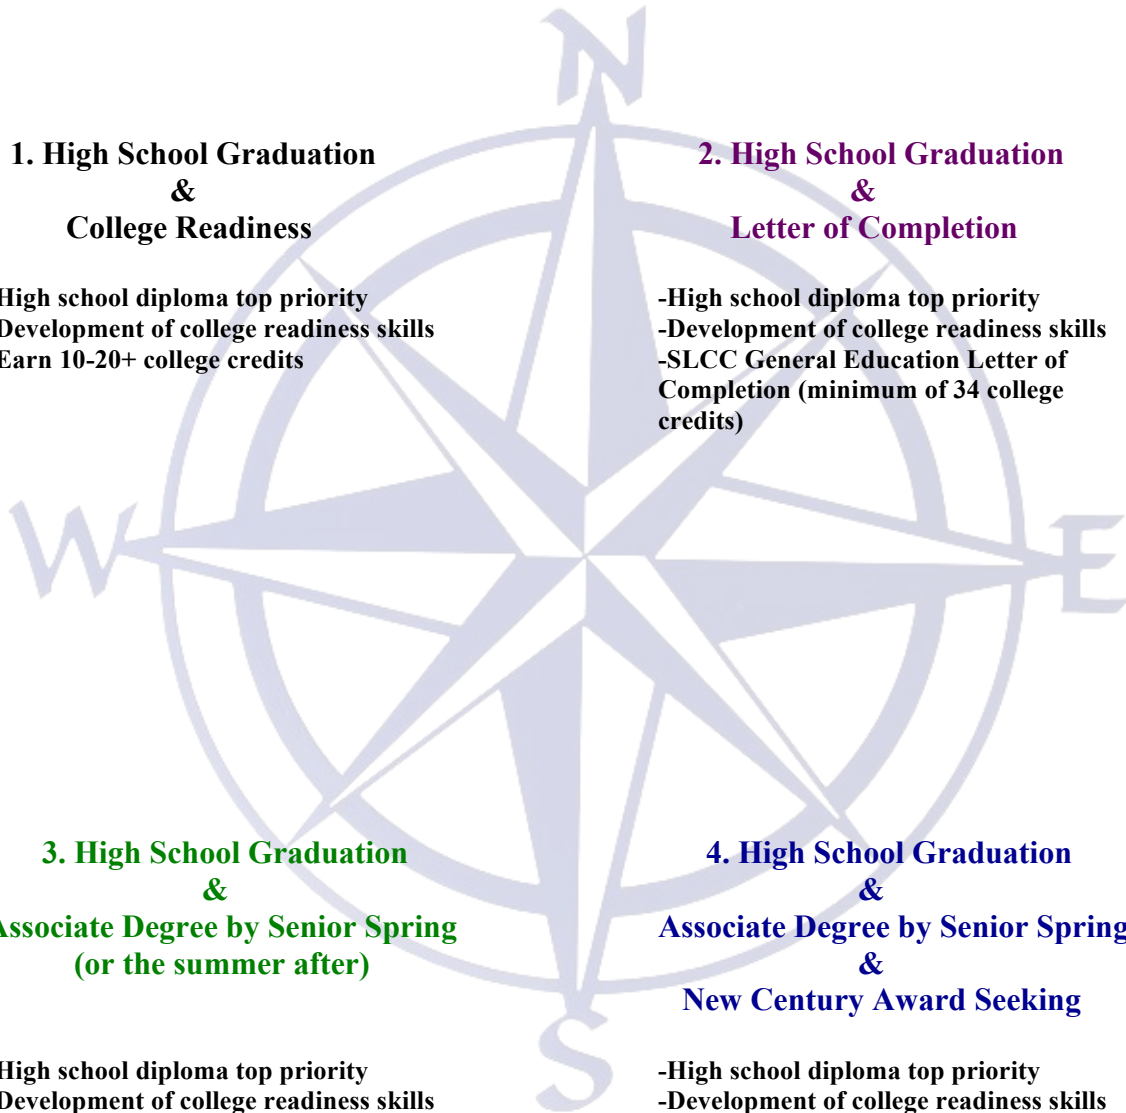 N
1. High School Graduation
&
College Readiness
High school diploma top priority
Development of college readiness skills
Earn 10-20+ college credits
2. High School Graduation
&
Letter of Completion
-High school diploma top priority
-Development of college readiness skills
-SLCC General Education Letter of
Completion (minimum of 34 college
credits)
W
E
3. High School Graduation
&
Associate Degree by Senior Spring
(or the summer after)
High school diploma top priority
Development of college readiness skills
4. High School Graduation
&
Associate Degree by Senior Spring
&
New Century Award Seeking
-High school diploma top priority
-Development of college readiness skills
S